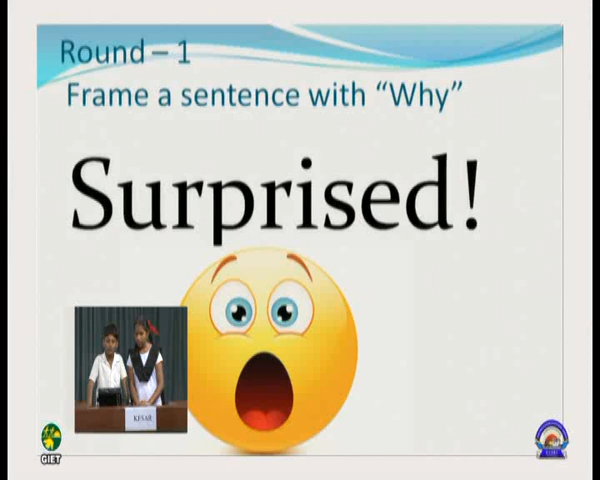 Round – 1
Frame a sentence with “Why”
Surprised!
KESAR
GIET